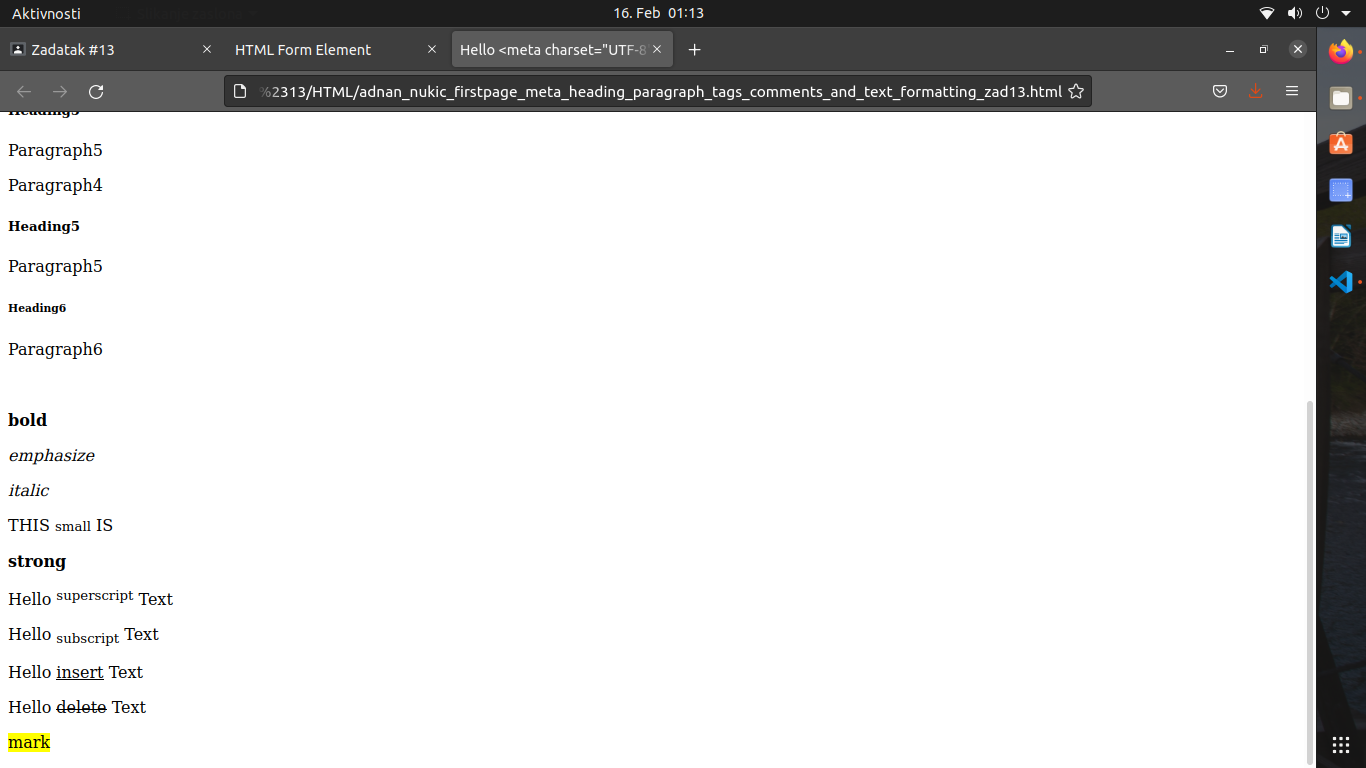 Aktivnosti
16. Feb 01:13
Zadatak #13
HTML Form Element
Hello <meta charset="UTF-8
%2313/HTML/adnan_nukic_firstpage_meta_heading_paragraph_tags_comments_and_text_formatting_zad13.html
Paragraph5
Paragraph4
Heading5
Paragraph5
Heading6
Paragraph6
bold
emphasize
italic
THIS small IS
strong
Hello superscript Text
Hello subscript Text
Hello insert Text
Hello delete Text
mark